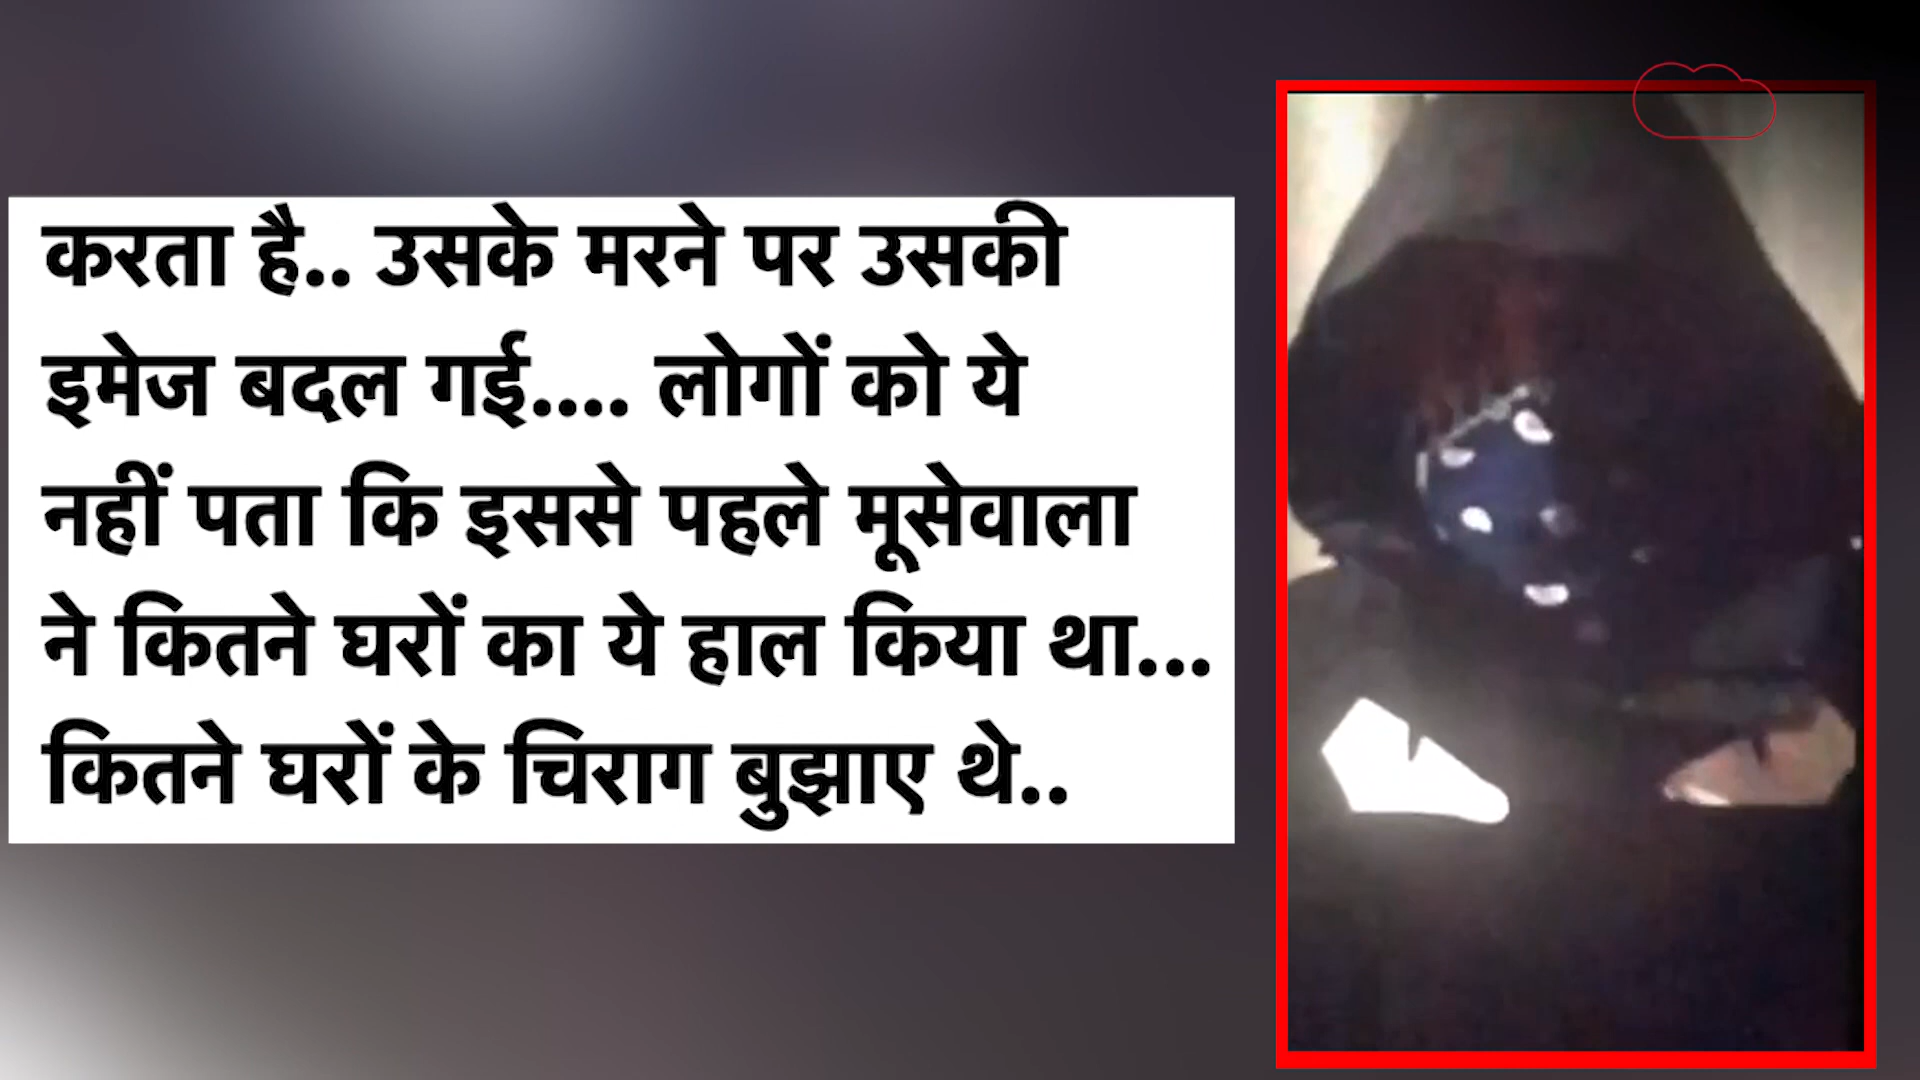 करता है.. उसके मरने पर उसकी
इमेज बदल गई.... लोगों को ये
नहीं पता कि इससे पहले मूसेवाला
ने कितने घरों का ये हाल किया था...
कितने घरों के चिराग बुझाए थे..